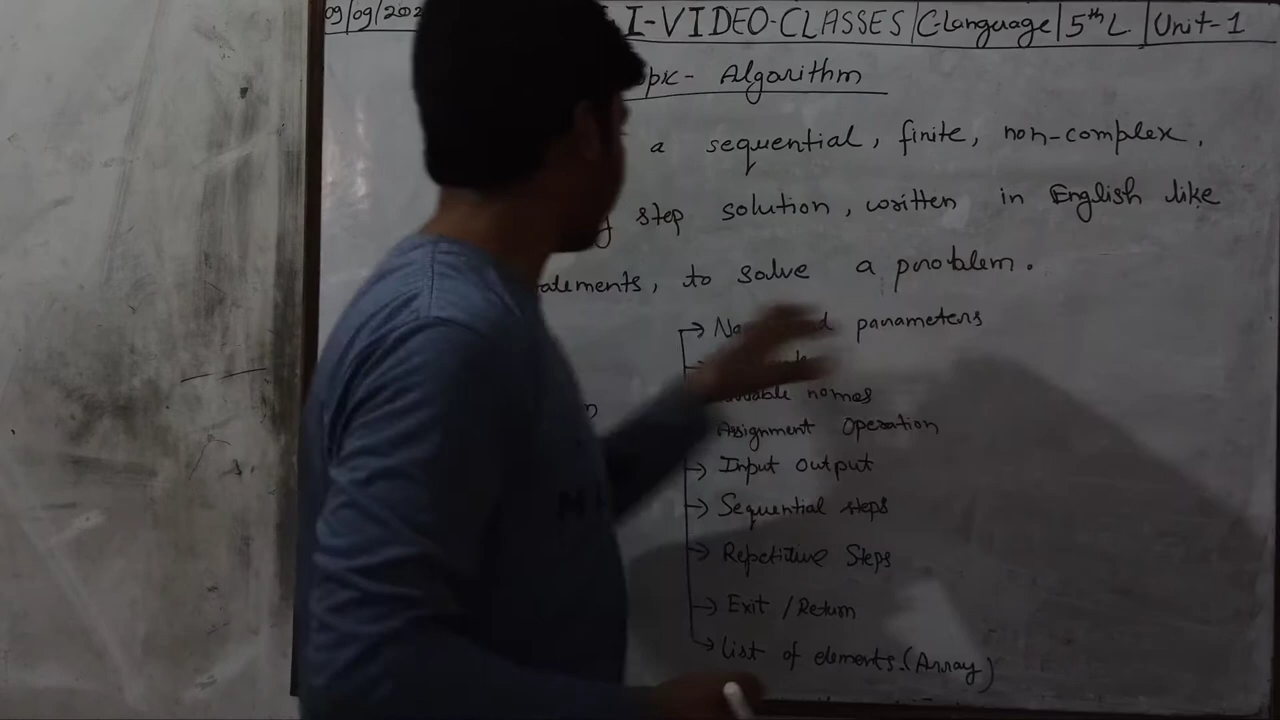 09/09/202 I-VIDEO-CLASSES | C-Language | 5th L | Unit-1
Algorithm
a sequential, finite, non-complex,
step solution, written in English like
to solve a problem.
parameters
names
Assignment Operation
Input output
Sequential steps
Repetitive Steps
Exit / Return
List of elements.(Array)